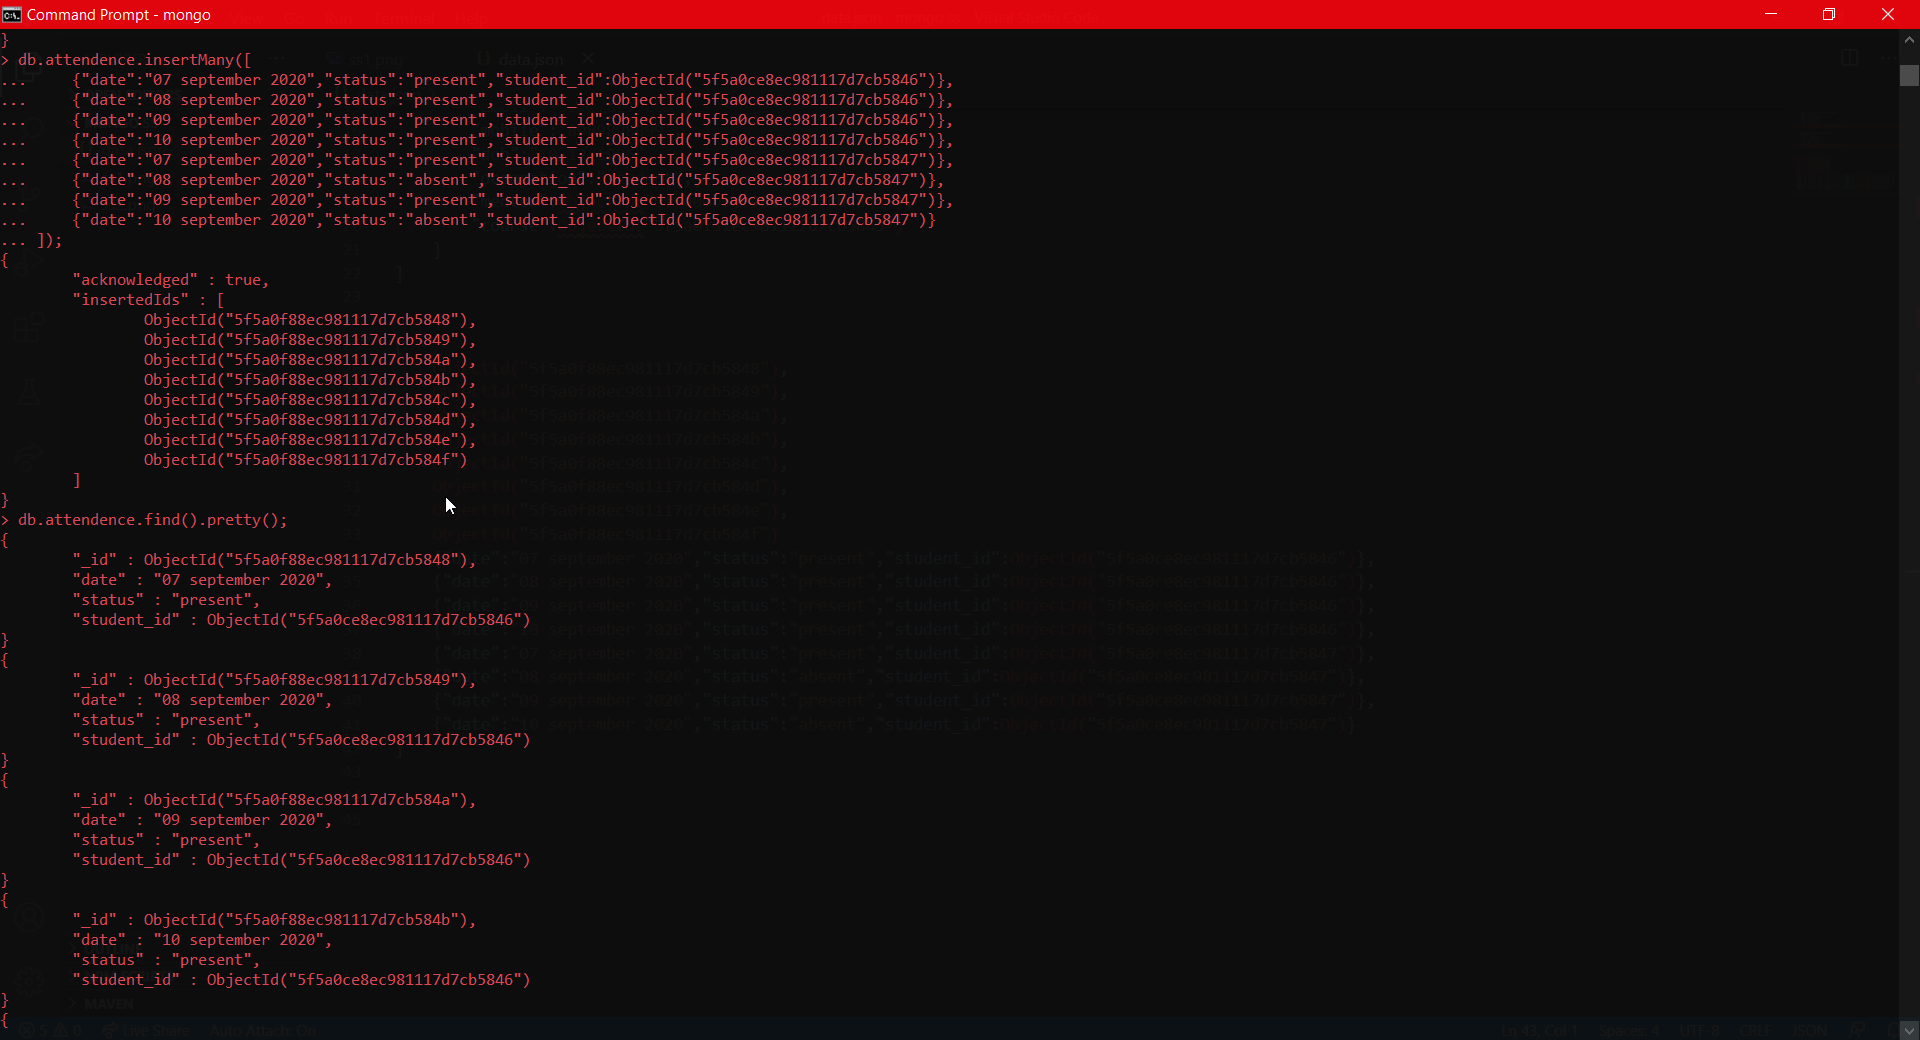 Command Prompt - mongo
}
> db.attendence.insertMany([
...     {"date":"07 september 2020","status":"present","student_id":ObjectId("5f5a0ce8ec981117d7cb5846")},
...     {"date":"08 september 2020","status":"present","student_id":ObjectId("5f5a0ce8ec981117d7cb5846")},
...     {"date":"09 september 2020","status":"present","student_id":ObjectId("5f5a0ce8ec981117d7cb5846")},
...     {"date":"10 september 2020","status":"present","student_id":ObjectId("5f5a0ce8ec981117d7cb5846")},
...     {"date":"07 september 2020","status":"present","student_id":ObjectId("5f5a0ce8ec981117d7cb5847")},
...     {"date":"08 september 2020","status":"absent","student_id":ObjectId("5f5a0ce8ec981117d7cb5847")},
...     {"date":"09 september 2020","status":"present","student_id":ObjectId("5f5a0ce8ec981117d7cb5847")},
...     {"date":"10 september 2020","status":"absent","student_id":ObjectId("5f5a0ce8ec981117d7cb5847")}
... ]);
{
        "acknowledged" : true,
        "insertedIds" : [
                ObjectId("5f5a0f88ec981117d7cb5848"),
                ObjectId("5f5a0f88ec981117d7cb5849"),
                ObjectId("5f5a0f88ec981117d7cb584a"),
                ObjectId("5f5a0f88ec981117d7cb584b"),
                ObjectId("5f5a0f88ec981117d7cb584c"),
                ObjectId("5f5a0f88ec981117d7cb584d"),
                ObjectId("5f5a0f88ec981117d7cb584e"),
                ObjectId("5f5a0f88ec981117d7cb584f")
        ]
}
> db.attendence.find().pretty();
{
        "_id" : ObjectId("5f5a0f88ec981117d7cb5848"),
        "date" : "07 september 2020",
        "status" : "present",
        "student_id" : ObjectId("5f5a0ce8ec981117d7cb5846")
}
{
        "_id" : ObjectId("5f5a0f88ec981117d7cb5849"),
        "date" : "08 september 2020",
        "status" : "present",
        "student_id" : ObjectId("5f5a0ce8ec981117d7cb5846")
}
{
        "_id" : ObjectId("5f5a0f88ec981117d7cb584a"),
        "date" : "09 september 2020",
        "status" : "present",
        "student_id" : ObjectId("5f5a0ce8ec981117d7cb5846")
}
{
        "_id" : ObjectId("5f5a0f88ec981117d7cb584b"),
        "date" : "10 september 2020",
        "status" : "present",
        "student_id" : ObjectId("5f5a0ce8ec981117d7cb5846")
}
{